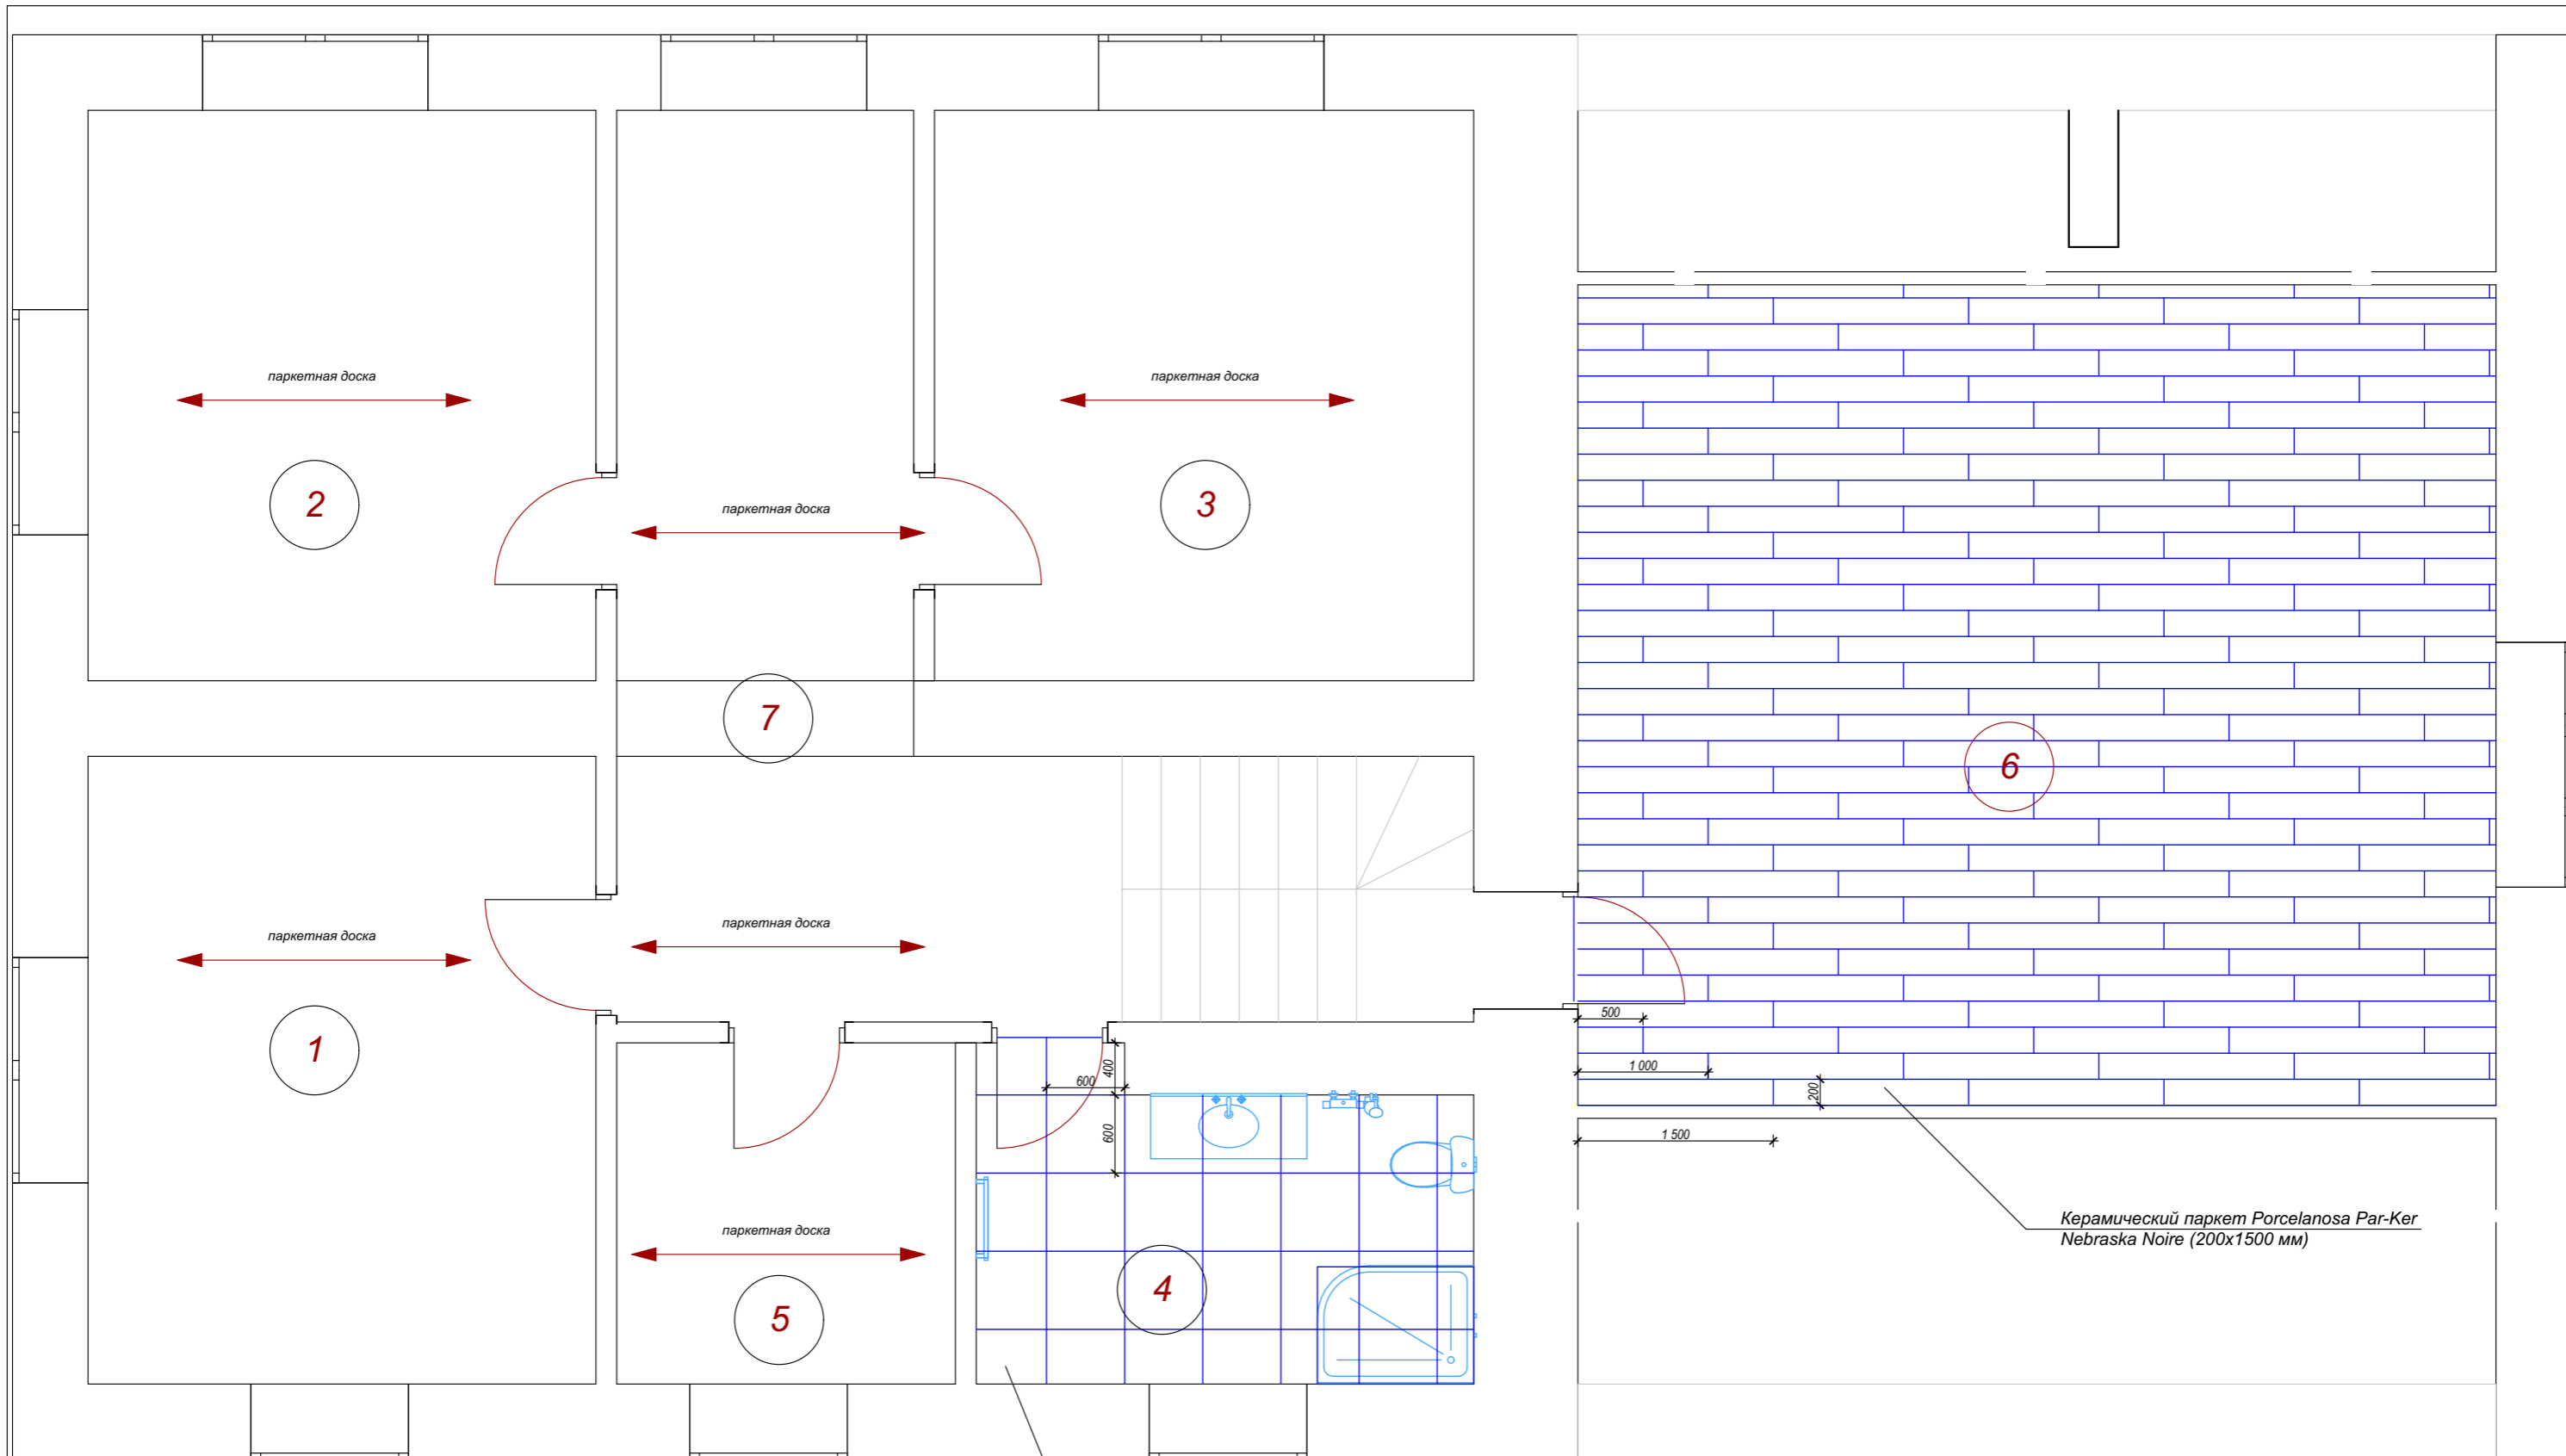 паркетная доска
паркетная доска
2
3
паркетная доска
7
6
паркетная доска
паркетная доска
1
500
1 000
600
400
200
600
1 500
паркетная доска
Керамический паркет Porcelanosa Par-Ker
Nebraska Noire (200x1500 мм)
4
5